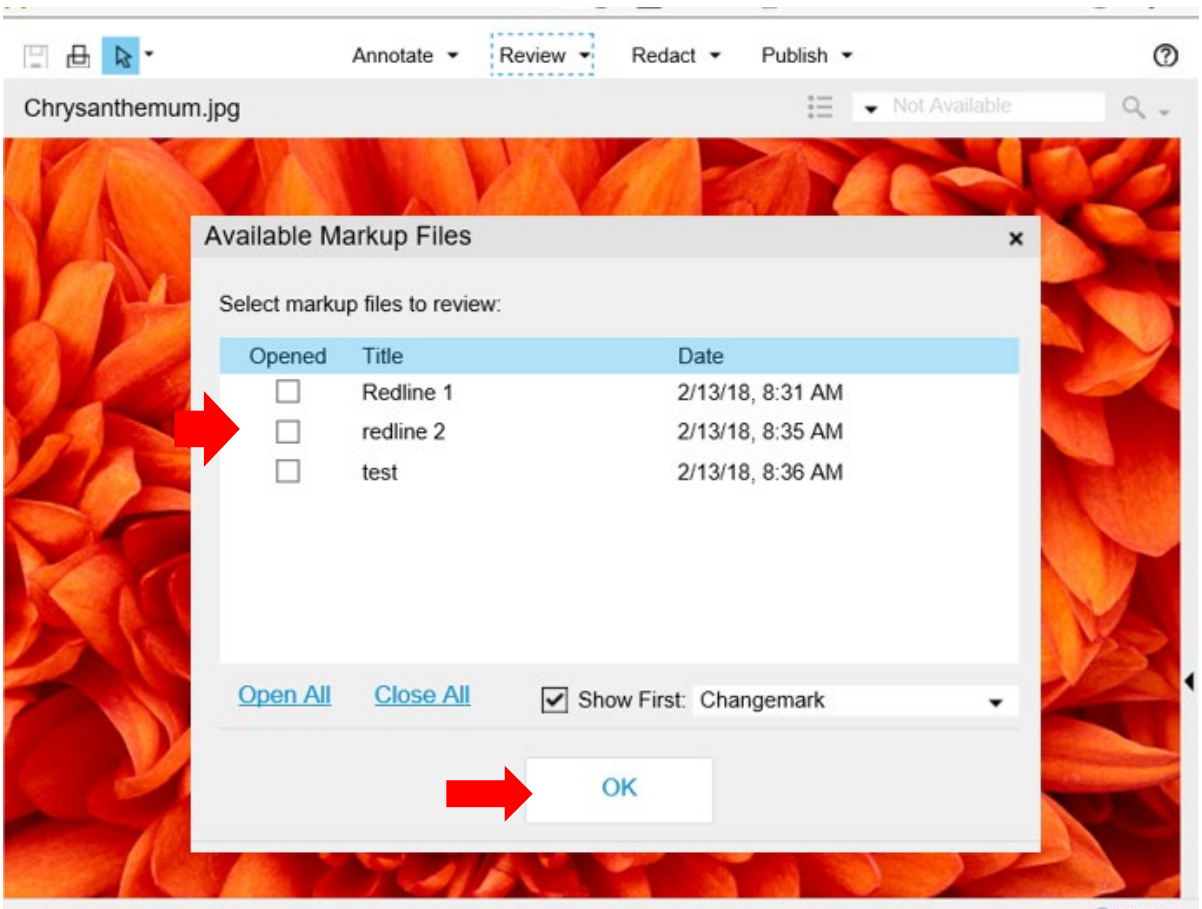 Annotate Review Redact Publish
Chrysanthemum.jpg Not Available
Available Markup Files
Select markup files to review:
Opened Title Date
Redline 1 2/13/18, 8:31 AM
redline 2 2/13/18, 8:35 AM
test 2/13/18, 8:36 AM
Open All Close All Show First: Changemark
OK